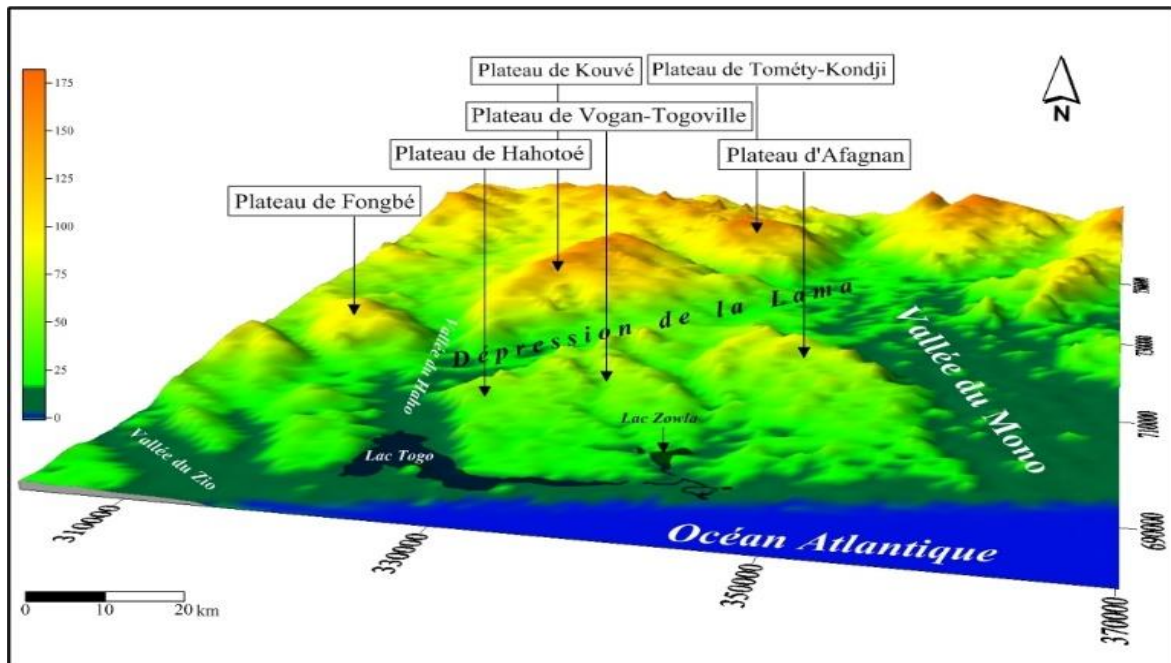 Plateau de Kouvé
Plateau de Tométy-Kondji
Plateau de Vogan-Togoville
Plateau de Hahotoé
Plateau d'Afagnan
Plateau de Fongbé
N
175
150
125
100
75
50
25
0
Dépression de la Lama
Vallée du Haho
Vallée du Mono
Vallée du Zio
Lac Togo
Lac Zowla
Océan Atlantique
310000
330000
350000
370000
690000
710000
730000
0 10 20 km